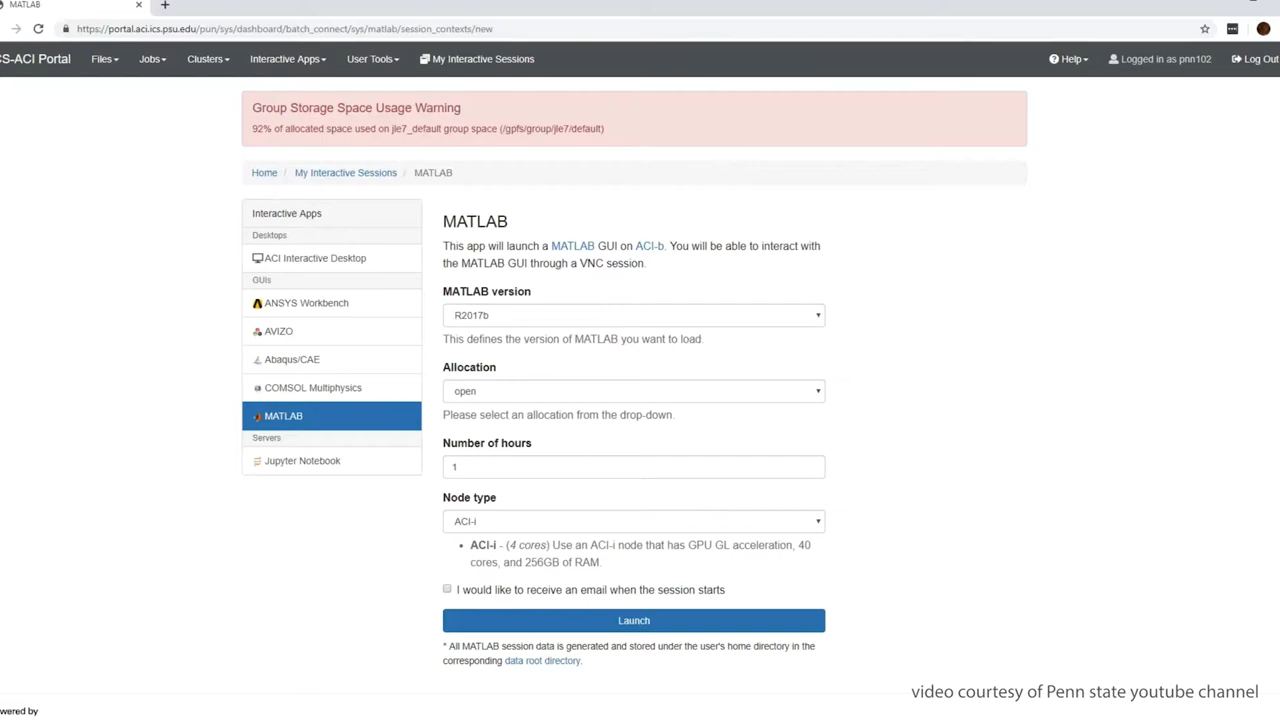 MATLAB
https://portal.aci.ics.psu.edu/pun/sys/dashboard/batch_connect/sys/matlab/session_contexts/new
CS-ACI Portal Files Jobs Clusters Interactive Apps User Tools My Interactive Sessions Help Logged in as pnn102 Log Out
Group Storage Space Usage Warning
92% of allocated space used on jle7_default group space (/gpfs/group/jle7/default)
Home / My Interactive Sessions / MATLAB
Interactive Apps
Desktops
ACI Interactive Desktop
GUIs
ANSYS Workbench
AVIZO
Abaqus/CAE
COMSOL Multiphysics
MATLAB
Servers
Jupyter Notebook
MATLAB
This app will launch a MATLAB GUI on ACI-b. You will be able to interact with
the MATLAB GUI through a VNC session.
MATLAB version
R2017b
This defines the version of MATLAB you want to load.
Allocation
open
Please select an allocation from the drop-down.
Number of hours
1
Node type
ACI-i
• ACI-i - (4 cores) Use an ACI-i node that has GPU GL acceleration, 40
cores, and 256GB of RAM.
I would like to receive an email when the session starts
Launch
* All MATLAB session data is generated and stored under the user's home directory in the
corresponding data root directory.
video courtesy of Penn state youtube channel
owered by